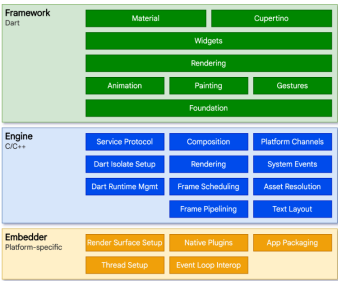 Framework
Dart
Material
Cupertino
Widgets
Rendering
Animation
Painting
Gestures
Foundation
Engine
C/C++
Service Protocol
Composition
Platform Channels
Dart Isolate Setup
Rendering
System Events
Dart Runtime Mgmt
Frame Scheduling
Asset Resolution
Frame Pipelining
Text Layout
Embedder
Platform-specific
Render Surface Setup
Native Plugins
App Packaging
Thread Setup
Event Loop Interop